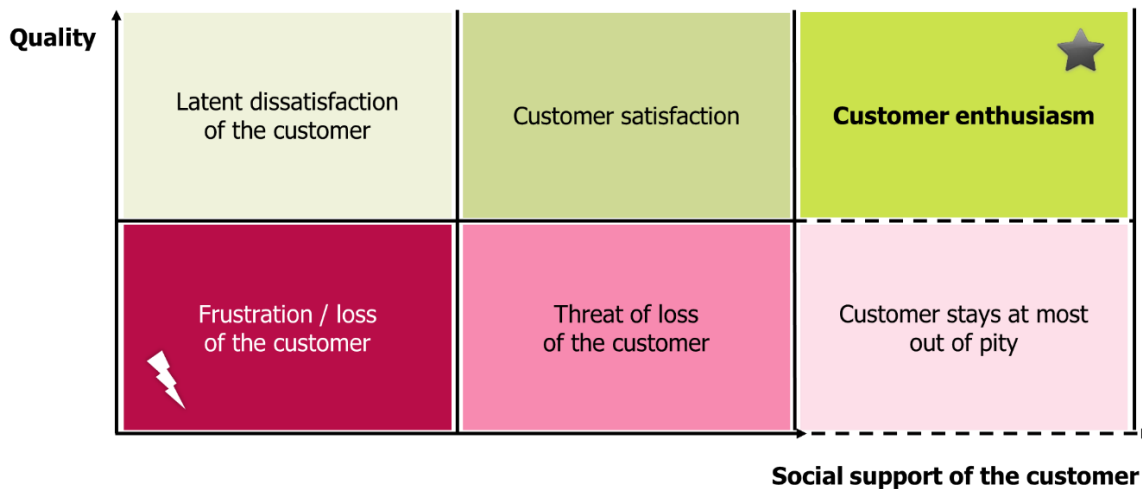 Quality
Latent dissatisfaction
of the customer
Customer satisfaction
Customer enthusiasm
Frustration / loss
of the customer
Threat of loss
of the customer
Customer stays at most
out of pity
Social support of the customer